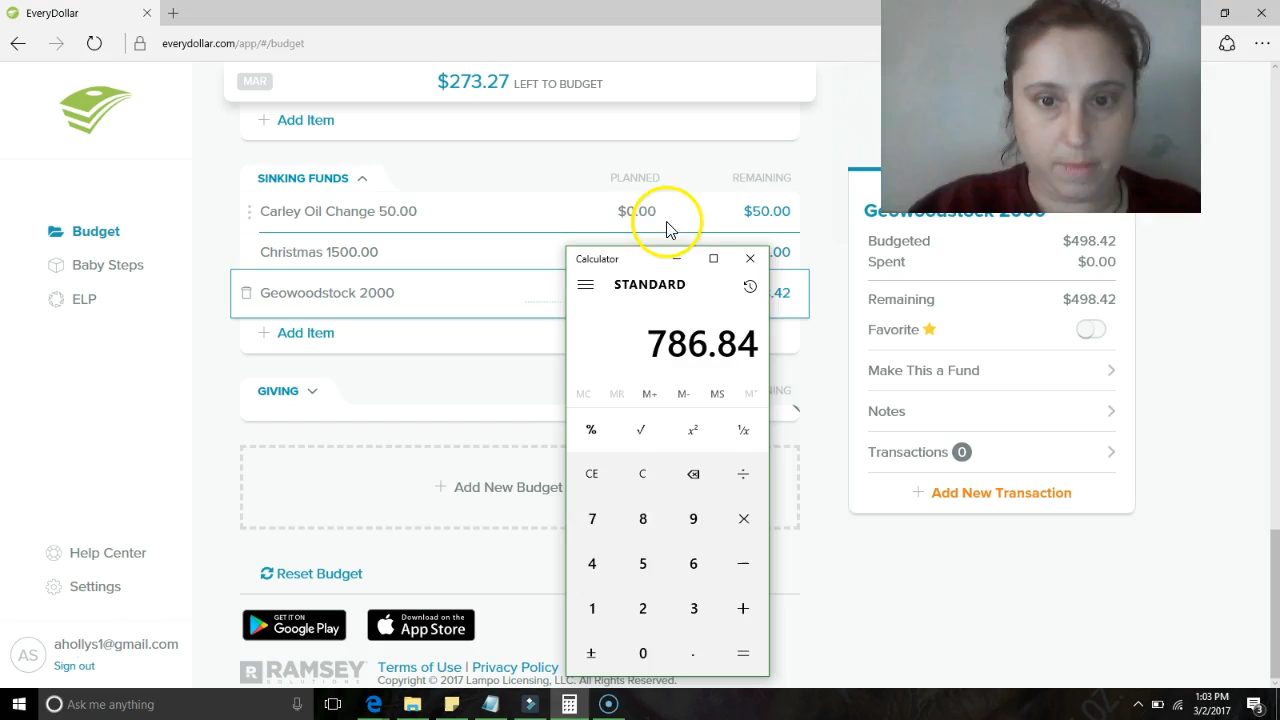 EveryDollar
everydollar.com/app/#/budget
MAR
$273.27 LEFT TO BUDGET
+ Add Item
SINKING FUNDS PLANNED REMAINING
Carley Oil Change 50.00 $0.00 $50.00
Christmas 1500.00 .00
Geowoodstock 2000 .42
+ Add Item
GIVING
+ Add New Budget
Reset Budget
GET IT ON
Google Play
Download on the
App Store
RAMSEY
SOLUTIONS
Terms of Use | Privacy Policy
Copyright © 2017 Lampo Licensing, LLC. All Rights Reserved.
Budget
Baby Steps
ELP
Help Center
Settings
AS
ahollys1@gmail.com
Sign out
Calculator
STANDARD
786.84
MC MR M+ M- MS
% √ x² ¹/x
CE C ÷
7 8 9 ×
4 5 6 −
1 2 3 +
± 0 . =
Geowoodstock 2000
Budgeted $498.42
Spent $0.00
Remaining $498.42
Favorite
Make This a Fund
Notes
Transactions 0
+ Add New Transaction
Ask me anything
1:03 PM
3/2/2017
3